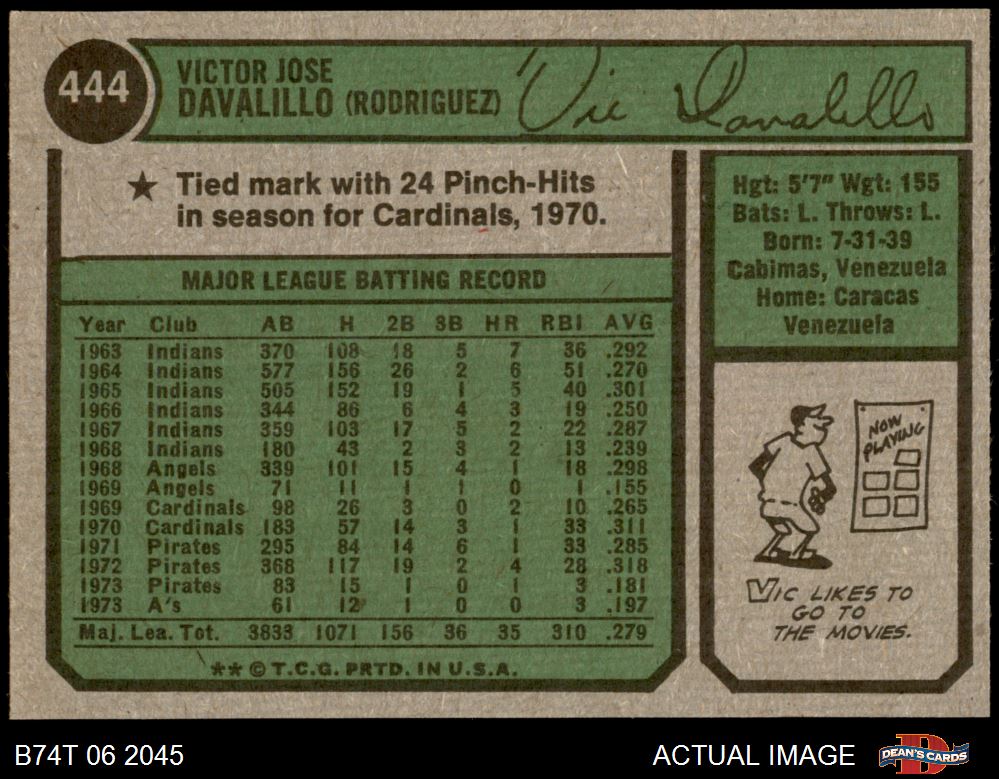 444
VICTOR JOSE
DAVALILLO (RODRIGUEZ)
Vic Davalillo
★ Tied mark with 24 Pinch-Hits
in season for Cardinals, 1970.
MAJOR LEAGUE BATTING RECORD
Year Club AB H 2B 3B HR RBI AVG
1963 Indians 370 108 18 5 7 36 .292
1964 Indians 577 156 26 2 6 51 .270
1965 Indians 505 152 19 1 5 40 .301
1966 Indians 344 86 6 4 3 19 .250
1967 Indians 359 103 17 5 2 22 .287
1968 Indians 180 43 2 3 2 13 .239
1968 Angels 339 101 15 4 1 18 .298
1969 Angels 71 11 1 1 0 1 .155
1969 Cardinals 98 26 3 0 2 10 .265
1970 Cardinals 183 57 14 3 1 33 .311
1971 Pirates 295 84 14 6 1 33 .285
1972 Pirates 368 117 19 2 4 28 .318
1973 Pirates 83 15 1 0 1 3 .181
1973 A's 61 12 1 0 0 3 .197
Maj. Lea. Tot. 3833 1071 156 36 35 310 .279
** © T.C.G. PRTD. IN U.S.A.
Hgt: 5'7" Wgt: 155
Bats: L. Throws: L.
Born: 7-31-39
Cabimas, Venezuela
Home: Caracas
Venezuela
NOW
PLAYING
VIC LIKES TO
GO TO
THE MOVIES.
B74T 06 2045
ACTUAL IMAGE
DEAN'S CARDS